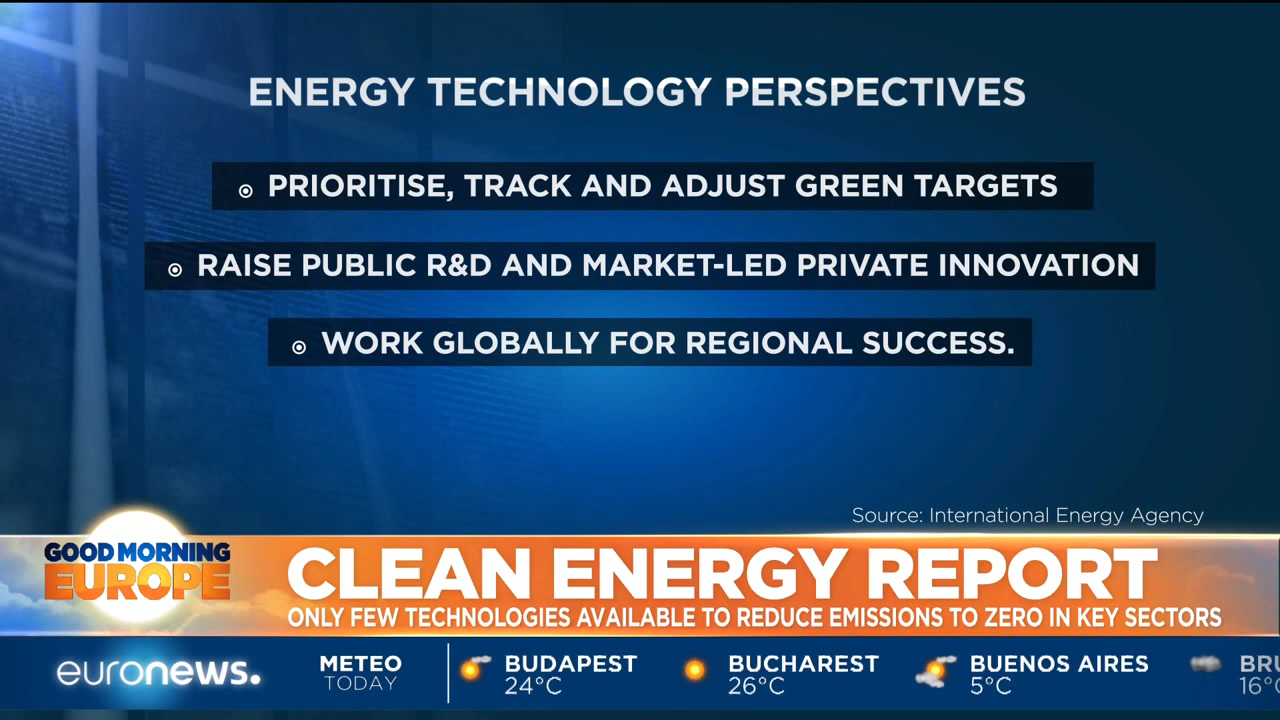 ENERGY TECHNOLOGY PERSPECTIVES
PRIORITISE, TRACK AND ADJUST GREEN TARGETS
RAISE PUBLIC R&D AND MARKET-LED PRIVATE INNOVATION
WORK GLOBALLY FOR REGIONAL SUCCESS.
Source: International Energy Agency
GOOD MORNING
EUROPE
CLEAN ENERGY REPORT
ONLY FEW TECHNOLOGIES AVAILABLE TO REDUCE EMISSIONS TO ZERO IN KEY SECTORS
euronews.
METEO
TODAY
BUDAPEST
24°C
BUCHAREST
26°C
BUENOS AIRES
5°C
BRU
16°C